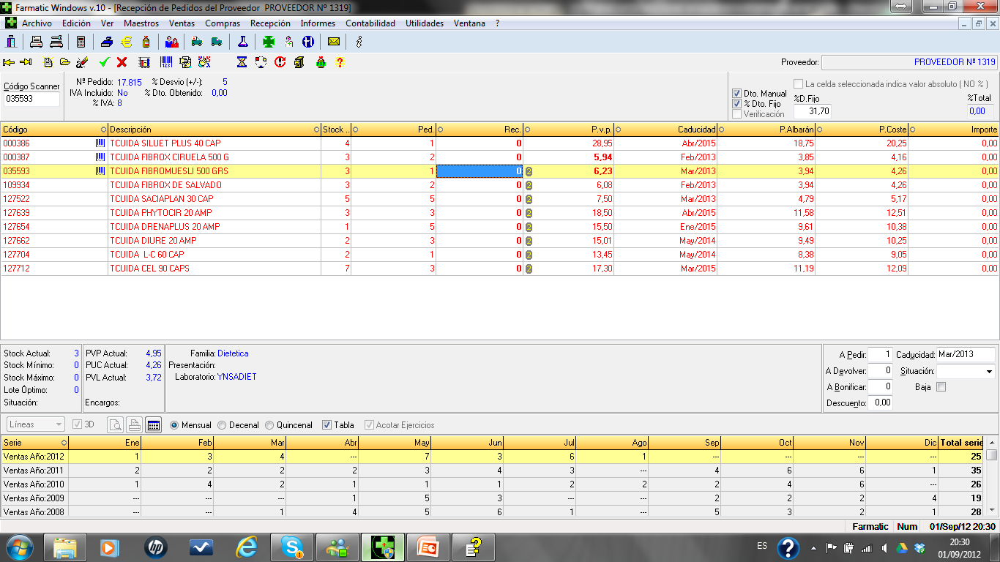 Farmatic Windows v.10 - [Recepción de Pedidos del Proveedor PROVEEDOR Nº 1319]
Archivo Edición Ver Maestros Ventas Compras Recepción Informes Contabilidad Utilidades Ventana ?
Proveedor: PROVEEDOR Nº 1319
Código Scanner
035593
Nº Pedido: 17.815 % Desvio (+/-): 5
IVA Incluido: No % Dto. Obtenido: 0,00
% IVA: 8
La celda seleccionada indica valor absoluto ( NO % )
Dto. Manual %D.Fijo %Total
% Dto. Fijo 31,70 0,00
Verificación
Código Descripción Stock .. Ped. Rec. P.v.p. Caducidad P.Albarán P.Coste Importe
000386 TCUIDA SILUET PLUS 40 CAP 4 1 0 28,95 Abr/2015 18,75 20,25 0,00
000387 TCUIDA FIBROX CIRUELA 500 G 3 2 0 5,94 Feb/2013 3,85 4,16 0,00
035593 TCUIDA FIBROMUESLI 500 GRS 3 1 0 2 6,23 Mar/2013 3,94 4,26 0,00
109934 TCUIDA FIBROX DE SALVADO 3 2 0 2 6,08 Feb/2013 3,94 4,26 0,00
127522 TCUIDA SACIAPLAN 30 CAP 5 5 0 2 7,50 Mar/2013 4,79 5,17 0,00
127639 TCUIDA PHYTOCIR 20 AMP 3 3 0 2 18,50 Abr/2015 11,58 12,51 0,00
127654 TCUIDA DRENAPLUS 20 AMP 1 5 0 2 15,50 Ene/2015 9,61 10,38 0,00
127662 TCUIDA DIURE 20 AMP 2 3 0 2 15,01 May/2014 9,49 10,25 0,00
127704 TCUIDA L-C 60 CAP 2 1 0 2 13,45 May/2014 8,38 9,05 0,00
127712 TCUIDA CEL 90 CAPS 7 3 0 2 17,30 Mar/2015 11,19 12,09 0,00
Stock Actual: 3 PVP Actual: 4,95 Familia: Dietetica A Pedir: 1 Caducidad: Mar/2013
Stock Mínimo: 0 PUC Actual: 4,26 Presentación:
Stock Máximo: 0 PVL Actual: 3,72 Laboratorio: YNSADIET A Devolver: 0 Situación:
Lote Óptimo: 0 A Bonificar: 0 Baja
Situación: Encargos: Descuento: 0,00
Líneas 3D Mensual Decenal Quincenal Tabla Acotar Ejercicios
Serie Ene Feb Mar Abr May Jun Jul Ago Sep Oct Nov Dic Total serie
Ventas Año:2012 1 3 4 --- 7 3 6 1 --- --- --- --- 25
Ventas Año:2011 2 2 2 2 3 4 3 --- 4 6 6 1 35
Ventas Año:2010 1 4 2 1 1 1 2 2 2 4 6 --- 26
Ventas Año:2009 --- --- --- 1 5 3 --- --- 2 2 2 4 19
Ventas Año:2008 --- --- 1 4 5 6 1 --- 5 3 2 1 28
Farmatic Num 01/Sep/12 20:30
ES 20:30
01/09/2012